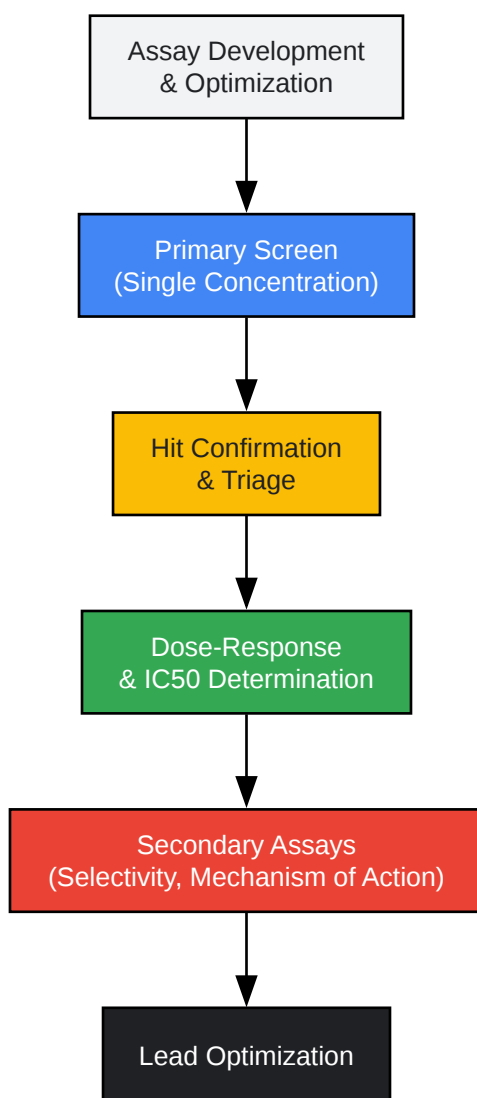 Assay Development
& Optimization
Primary Screen
(Single Concentration)
Hit Confirmation
& Triage
Dose-Response
& IC50 Determination
Secondary Assays
(Selectivity, Mechanism of Action)
Lead Optimization